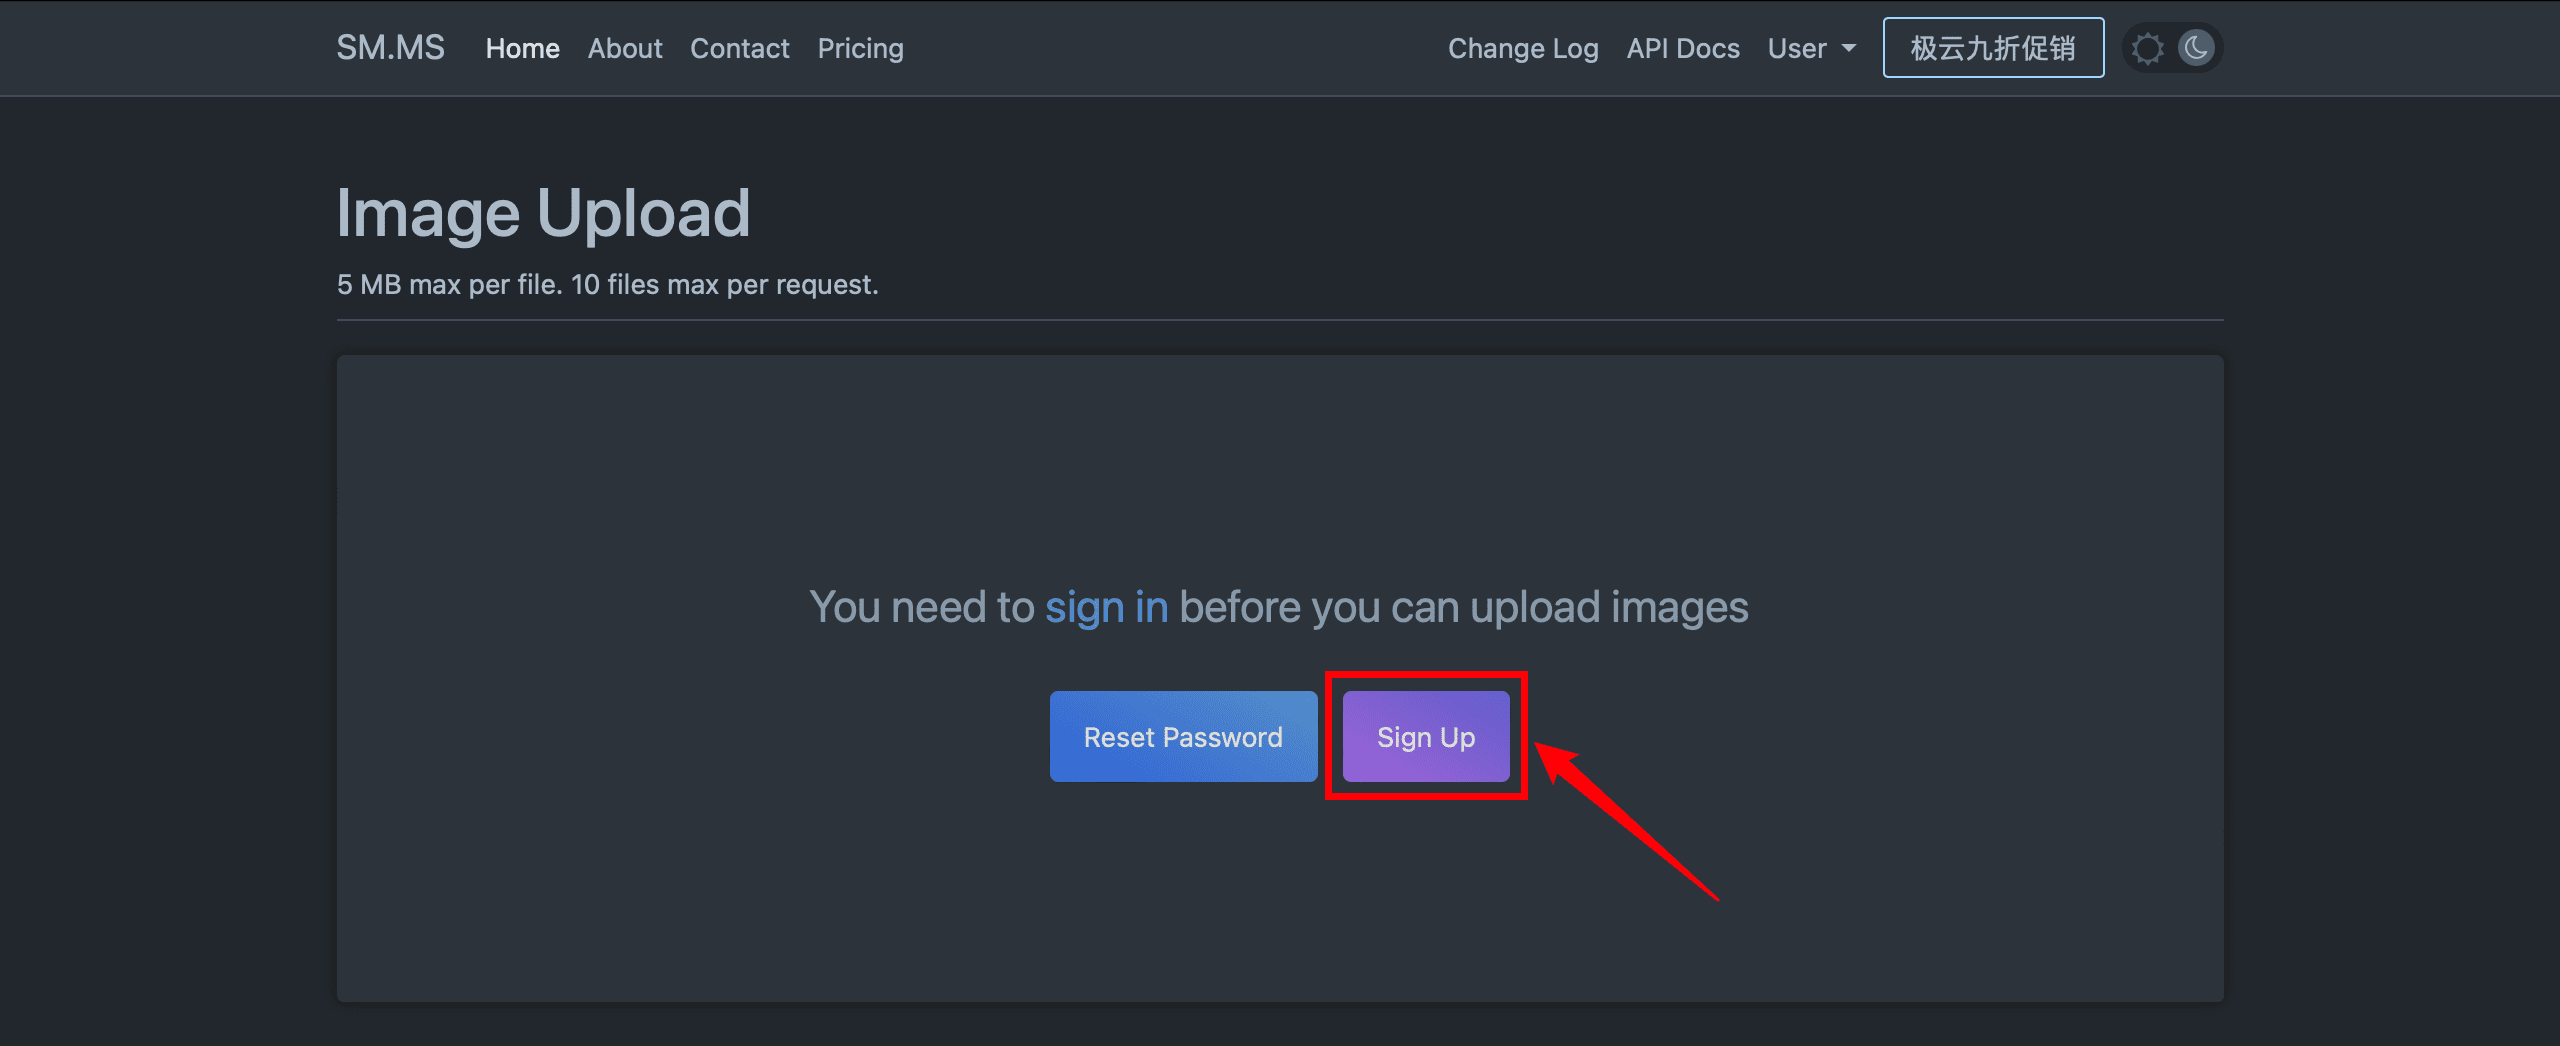 SM.MS Home About Contact Pricing Change Log API Docs User 极云九折促销
Image Upload
5 MB max per file. 10 files max per request.
You need to sign in before you can upload images
Reset Password Sign Up